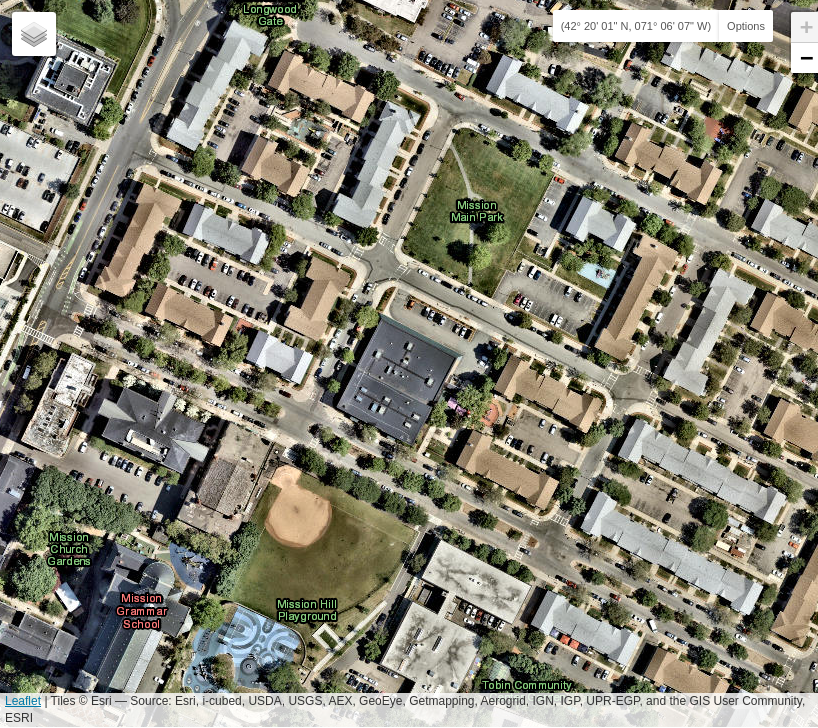 Longwood
Gate
(42° 20' 01" N, 071° 06' 07" W)
Options
+
−
Mission
Main Park
Mission
Church
Gardens
Mission
Grammar
School
Mission Hill
Playground
Tobin Community
Leaflet | Tiles © Esri — Source: Esri, i-cubed, USDA, USGS, AEX, GeoEye, Getmapping, Aerogrid, IGN, IGP, UPR-EGP, and the GIS User Community,
ESRI